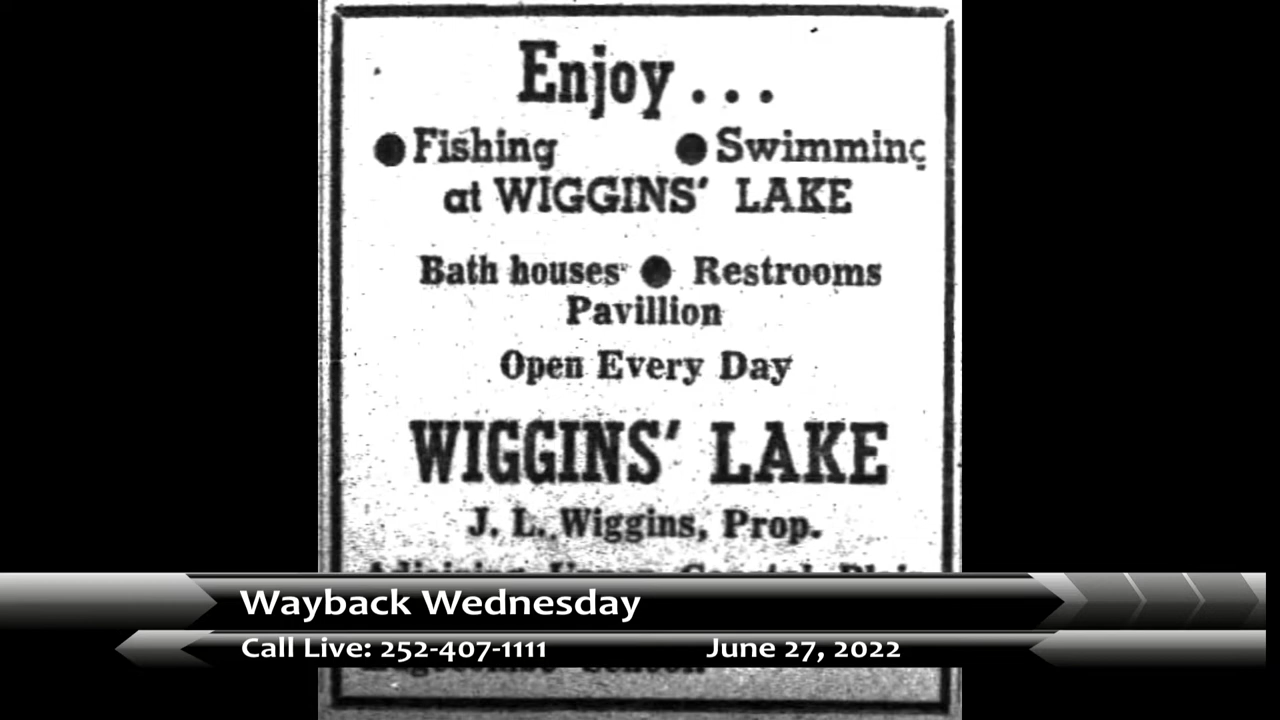 Enjoy...
● Fishing ● Swimming
at WIGGINS' LAKE
Bath houses ● Restrooms
Pavillion
Open Every Day
WIGGINS' LAKE
J. L. Wiggins, Prop.
Wayback Wednesday
Call Live: 252-407-1111 June 27, 2022